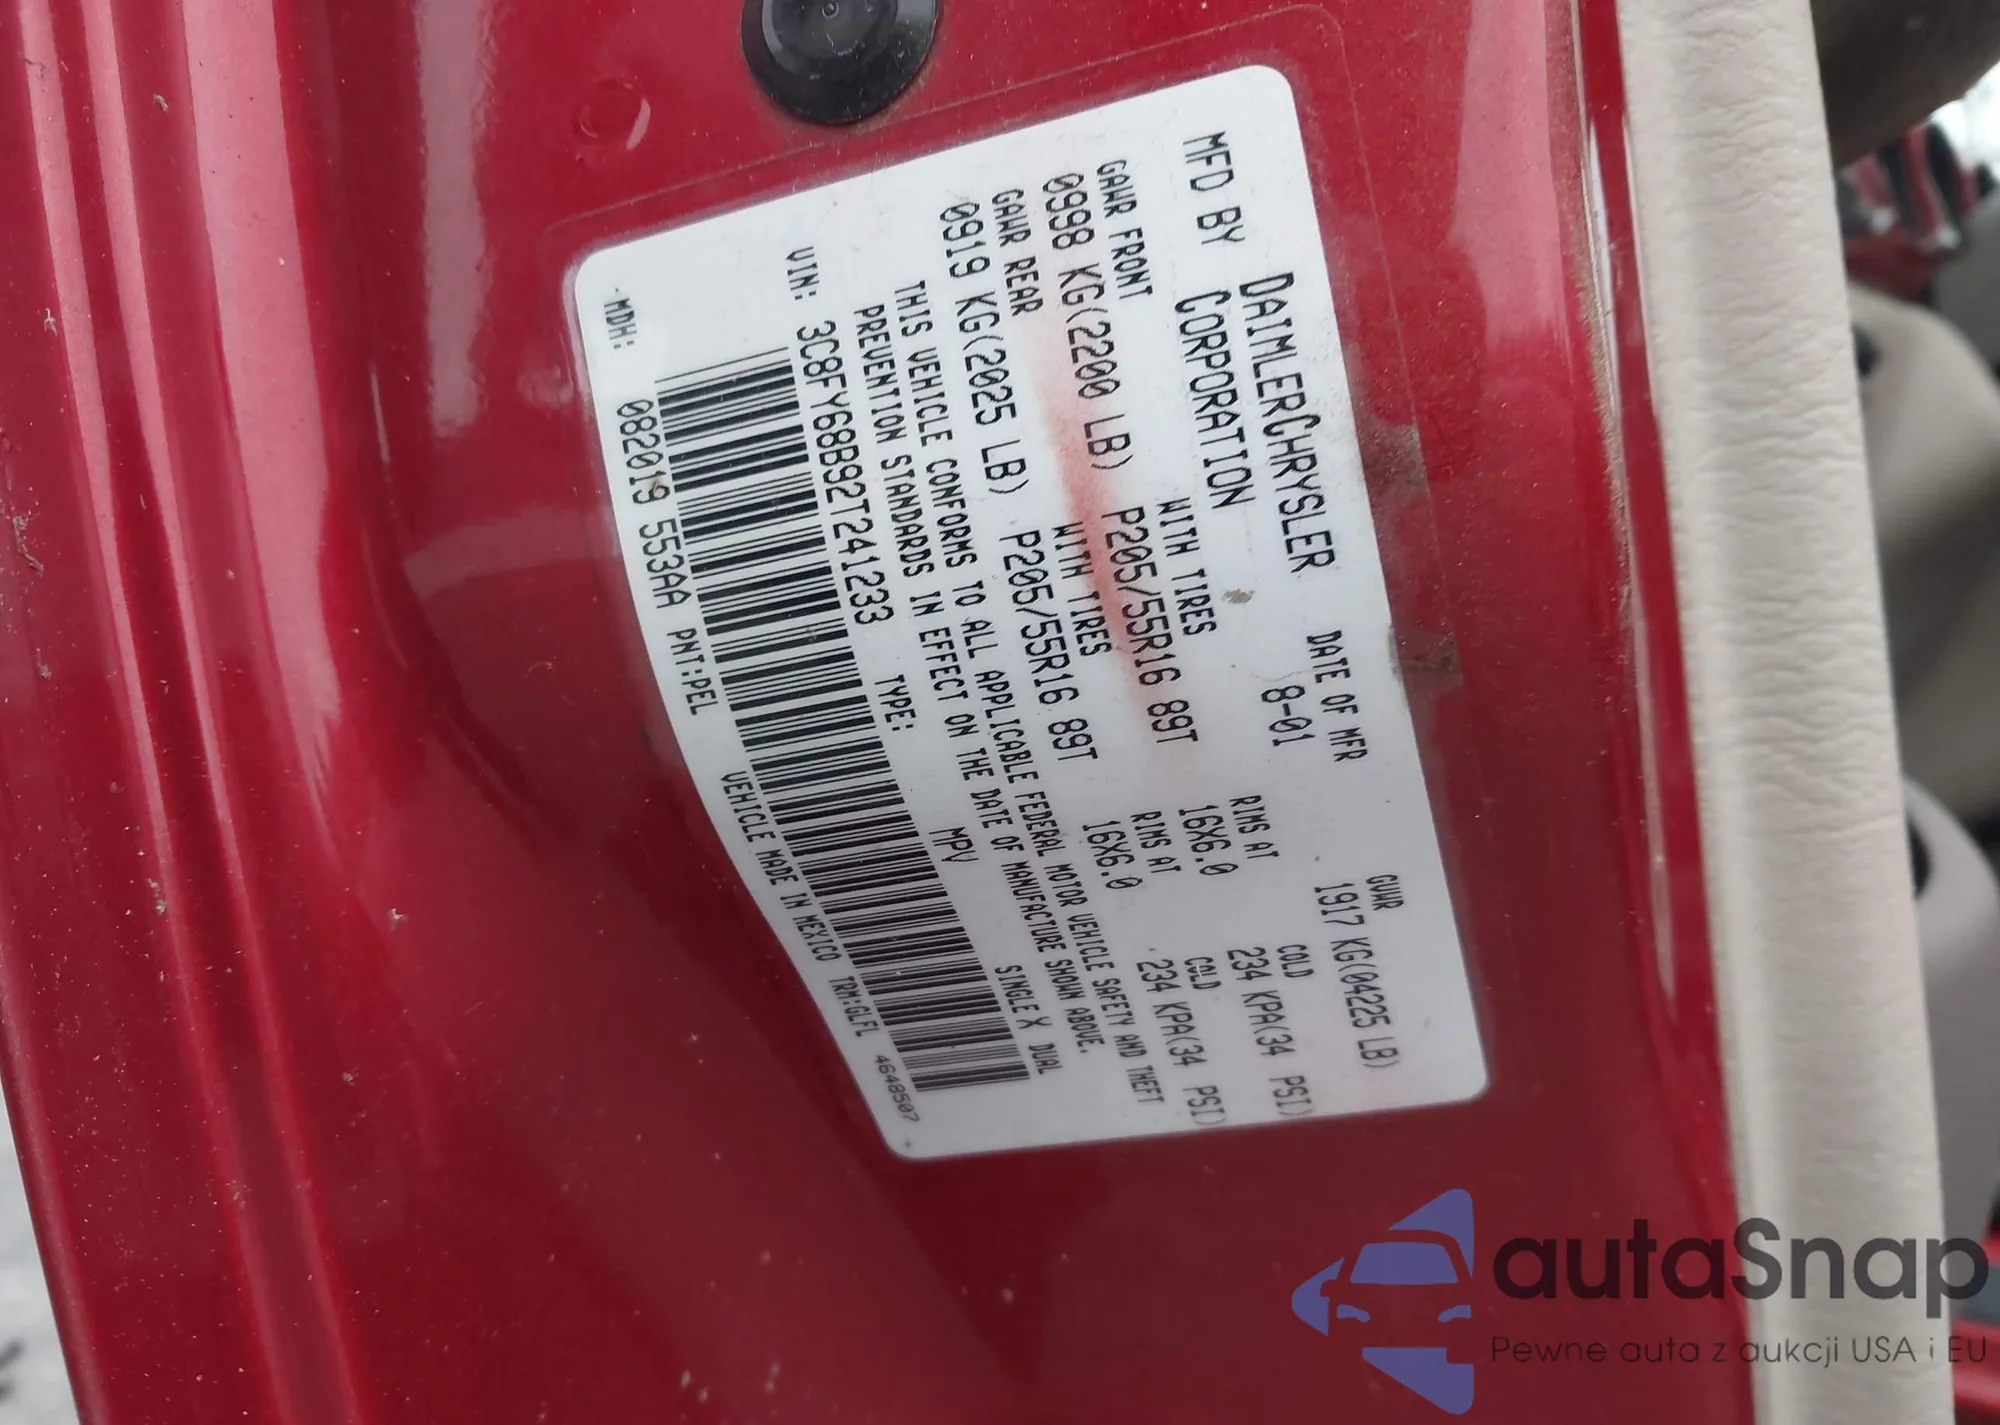 MFD BY DAIMLERCHRYSLER CORPORATION
DATE OF MFR 8-01
GVWR 1917 KG(04225 LB)
GAWR FRONT WITH TIRES RIMS AT COLD
0998 KG(2200 LB) P205/55R16 89T 16X6.0 234 KPA(34 PSI)
GAWR REAR WITH TIRES RIMS AT COLD
0919 KG(2025 LB) P205/55R16 89T 16X6.0 234 KPA(34 PSI)
THIS VEHICLE CONFORMS TO ALL APPLICABLE FEDERAL MOTOR VEHICLE SAFETY AND THEFT
PREVENTION STANDARDS IN EFFECT ON THE DATE OF MANUFACTURE SHOWN ABOVE.
VIN: 3C8FY68B92T241233 TYPE: MPV SINGLE X DUAL
MDH: 082019 553AA PNT:PEL VEHICLE MADE IN MEXICO TRM:GLFL 4648507
autaSnap
Pewne auta z aukcji USA i EU